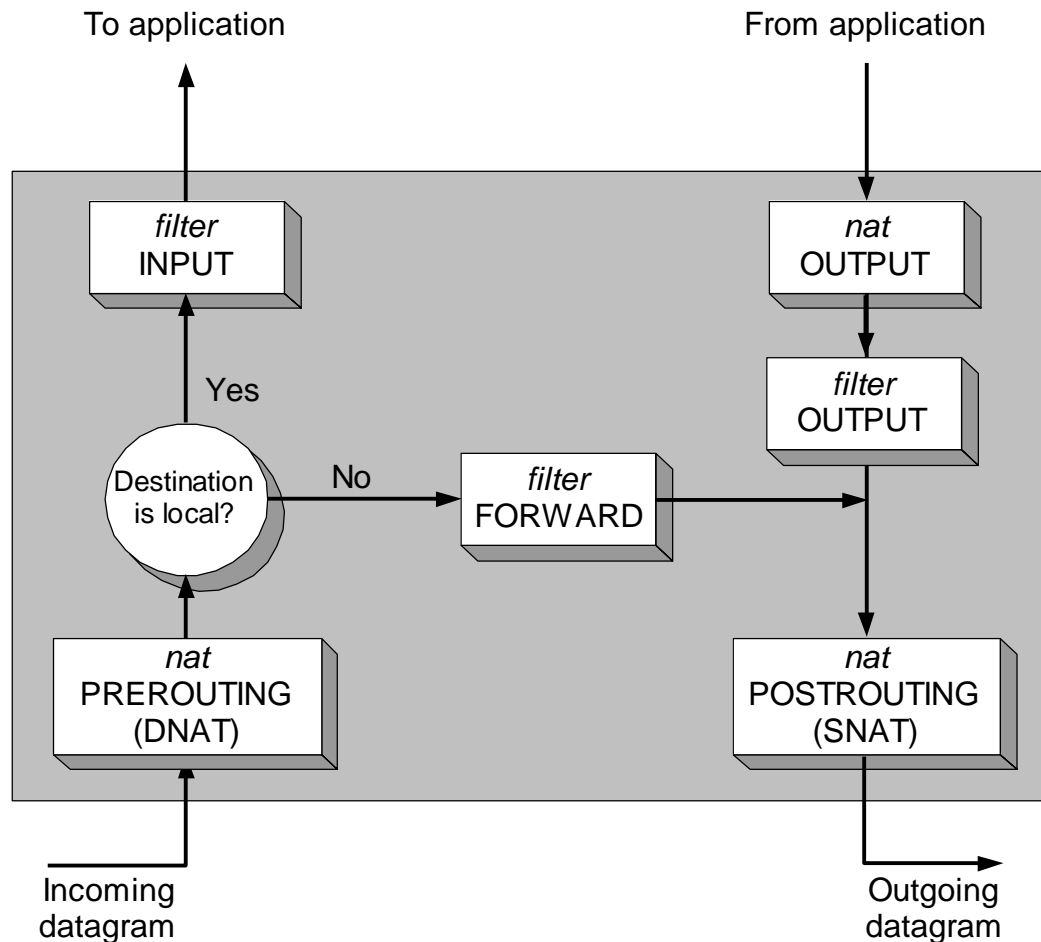 To application
From application
filter
INPUT
nat
OUTPUT
filter
OUTPUT
Yes
Destination
is local?
No
filter
FORWARD
nat
PREROUTING
(DNAT)
nat
POSTROUTING
(SNAT)
Incoming
datagram
Outgoing
datagram